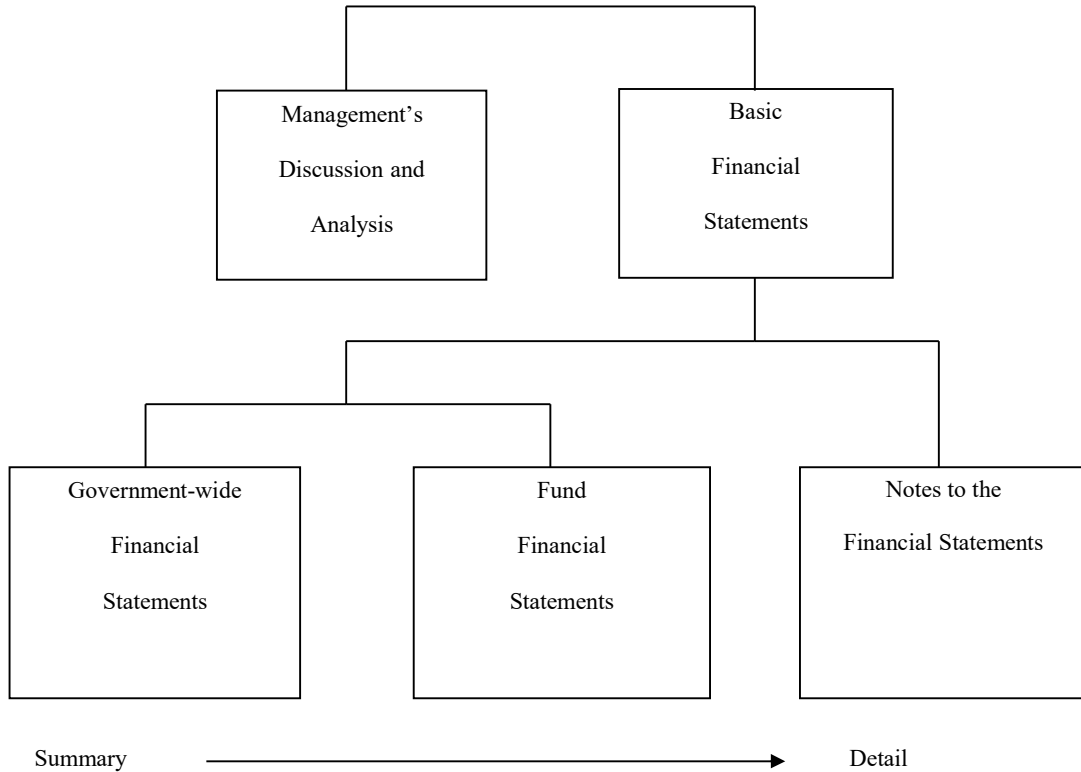 Management’s
Discussion and
Analysis
Basic
Financial
Statements
Government-wide
Financial
Statements
Fund
Financial
Statements
Notes to the
Financial Statements
Summary
Detail